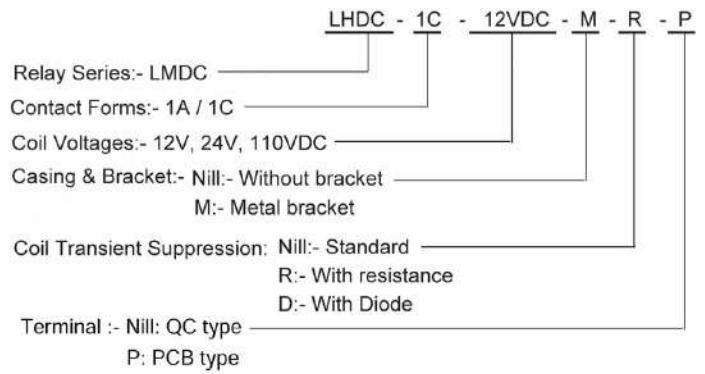 LHDC - 1C - 12VDC - M - R - P
Relay Series:- LMDC
Contact Forms:- 1A / 1C
Coil Voltages:- 12V, 24V, 110VDC
Casing & Bracket:- Nill:- Without bracket
M:- Metal bracket
Coil Transient Suppression: Nill:- Standard
R:- With resistance
D:- With Diode
Terminal :- Nill: QC type
P: PCB type